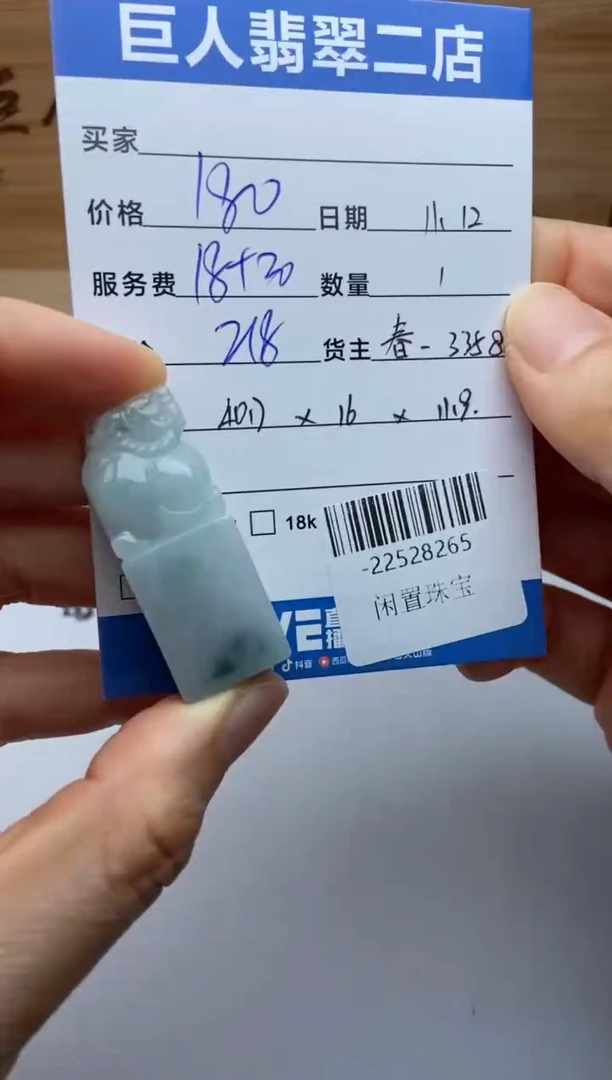 巨人翡翠二店
买家
价格 180 日期 11.12
服务费 18+20 数量 1
218 货主 春-3358
40.7 × 16 × 11.9.
18k
-22528265
闲置珠宝
抖音